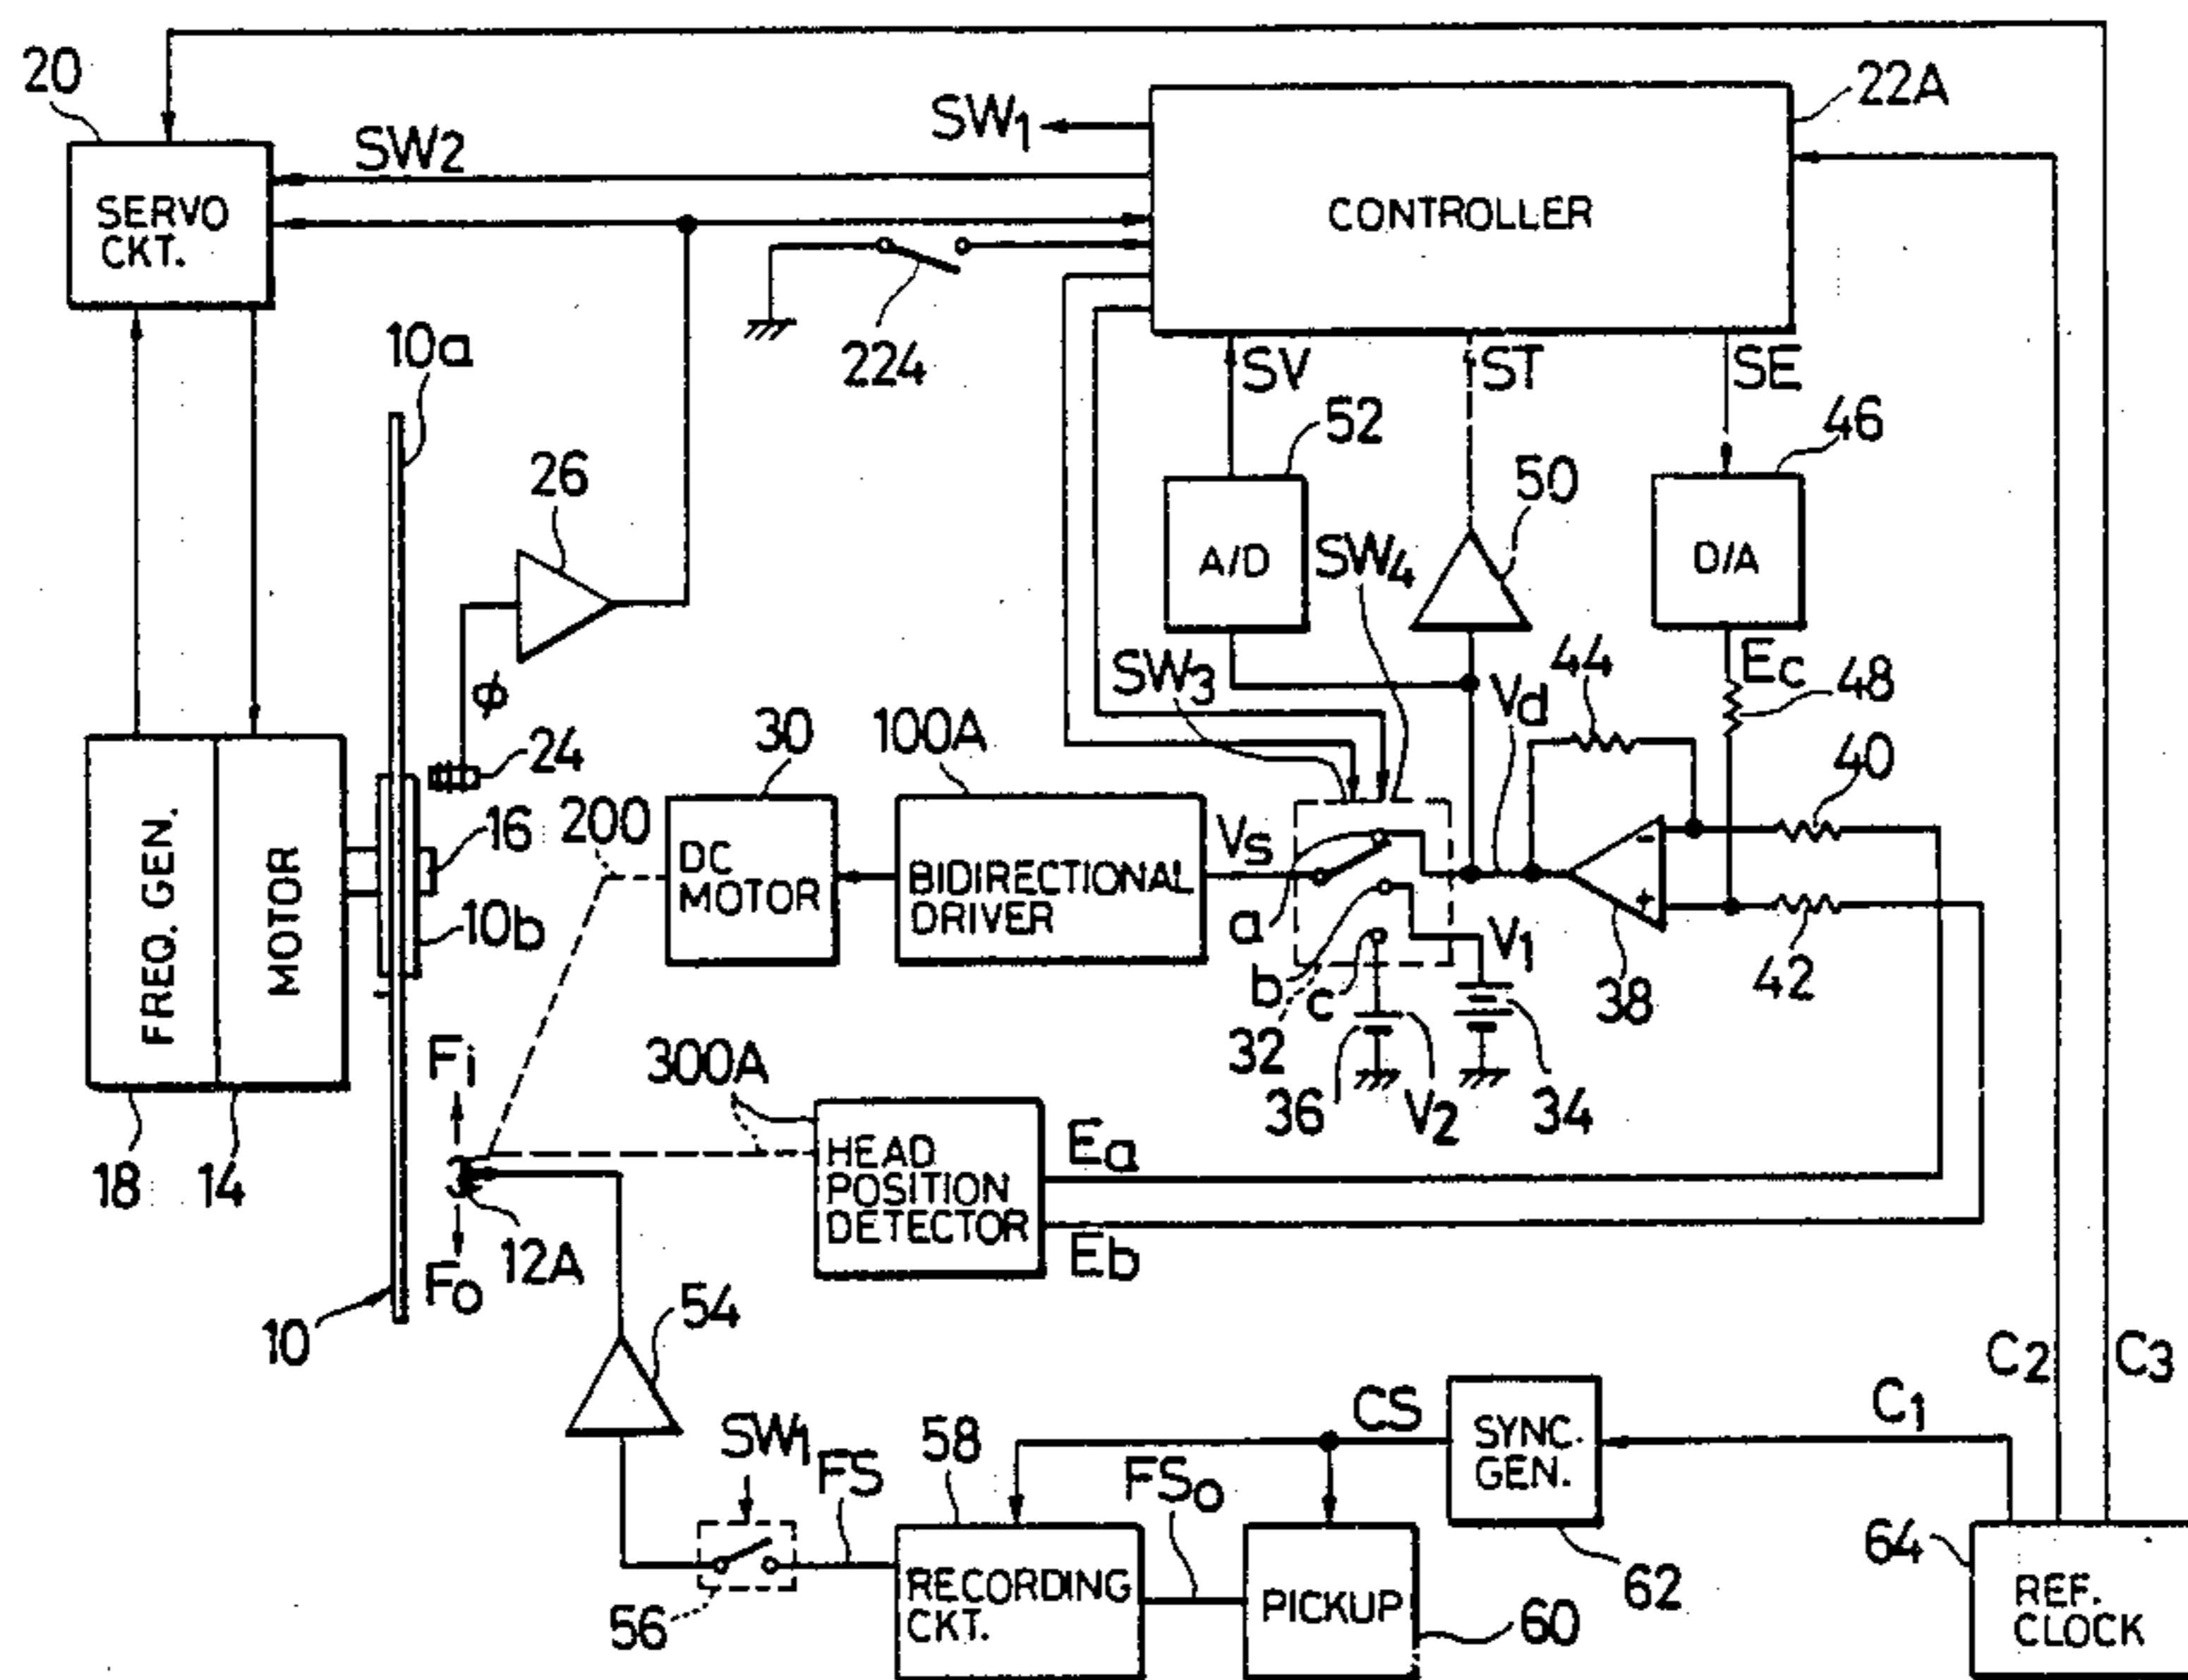 20
SW1
22A
SW2
SERVO
CKT.
CONTROLLER
224
10a
SV
ST
SE
52
46
26
50
A/D
SW4
D/A
ϕ
SW3
44
Ec
48
Vd
30
100A
24
40
200
16
DC
MOTOR
BIDIRECTIONAL
DRIVER
Vs
a
-
+
FREQ. GEN.
MOTOR
10b
b
c
V1
38
42
32
Fi
300A
36
V2
34
18
14
HEAD
POSITION
DETECTOR
Ea
Eb
12A
Fo
10
54
C2
C3
C1
CS
SYNC.
GEN.
SW1
FS
58
FSo
56
RECORDING
CKT.
PICKUP
60
62
64
REF.
CLOCK